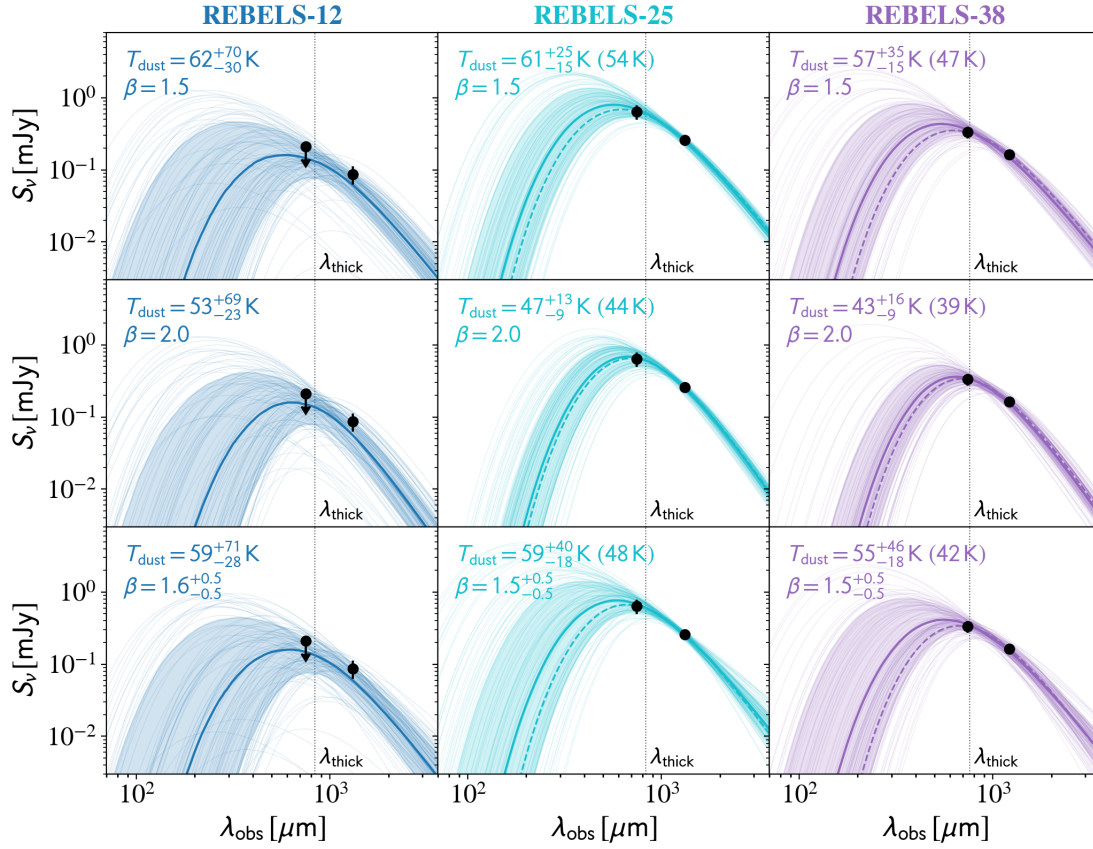 REBELS-12 REBELS-25 REBELS-38
T_dust = 62^{+70}_{-30} K T_dust = 61^{+25}_{-15} K (54 K) T_dust = 57^{+35}_{-15} K (47 K)
β = 1.5 β = 1.5 β = 1.5
S_ν [mJy]
10^0
10^{-1}
10^{-2}
λ_thick λ_thick λ_thick
T_dust = 53^{+69}_{-23} K T_dust = 47^{+13}_{-9} K (44 K) T_dust = 43^{+16}_{-9} K (39 K)
β = 2.0 β = 2.0 β = 2.0
S_ν [mJy]
10^0
10^{-1}
10^{-2}
λ_thick λ_thick λ_thick
T_dust = 59^{+71}_{-28} K T_dust = 59^{+40}_{-18} K (48 K) T_dust = 55^{+46}_{-18} K (42 K)
β = 1.6^{+0.5}_{-0.5} β = 1.5^{+0.5}_{-0.5} β = 1.5^{+0.5}_{-0.5}
S_ν [mJy]
10^0
10^{-1}
10^{-2}
λ_thick λ_thick λ_thick
10^2 10^3 10^2 10^3 10^2 10^3
λ_obs [μm] λ_obs [μm] λ_obs [μm]